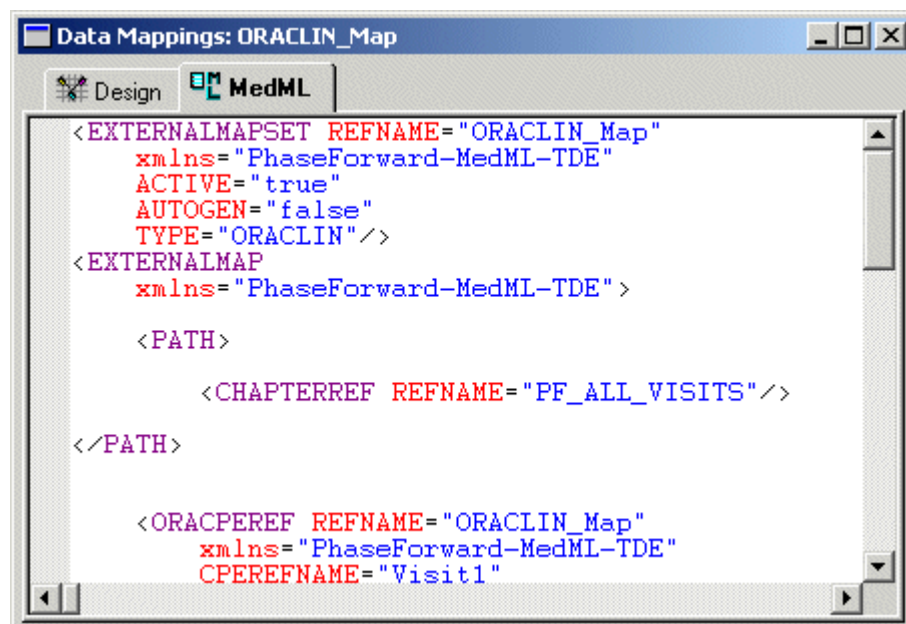 Data Mappings: ORACLIN_Map
Design MedML
<EXTERNALMAPSET REFNAME="ORACLIN_Map"
xmlns="PhaseForward-MedML-TDE"
ACTIVE="true"
AUTOGEN="false"
TYPE="ORACLIN"/>
<EXTERNALMAP
xmlns="PhaseForward-MedML-TDE">
<PATH>
<CHAPTERREF REFNAME="PF_ALL_VISITS"/>
</PATH>
<ORACPEREF REFNAME="ORACLIN_Map"
xmlns="PhaseForward-MedML-TDE"
CPEREFNAME="Visit1"